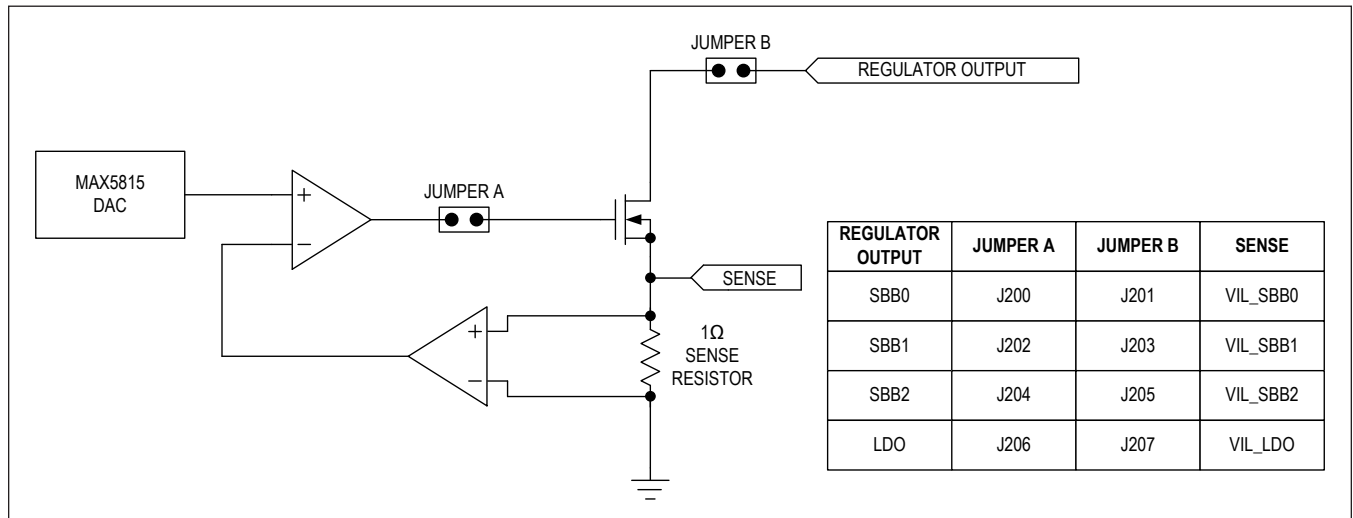 JUMPER B
REGULATOR OUTPUT
MAX5815
DAC
+
−
JUMPER A
SENSE
+
−
1Ω
SENSE
RESISTOR
REGULATOR
OUTPUT
JUMPER A
JUMPER B
SENSE
SBB0
J200
J201
VIL_SBB0
SBB1
J202
J203
VIL_SBB1
SBB2
J204
J205
VIL_SBB2
LDO
J206
J207
VIL_LDO